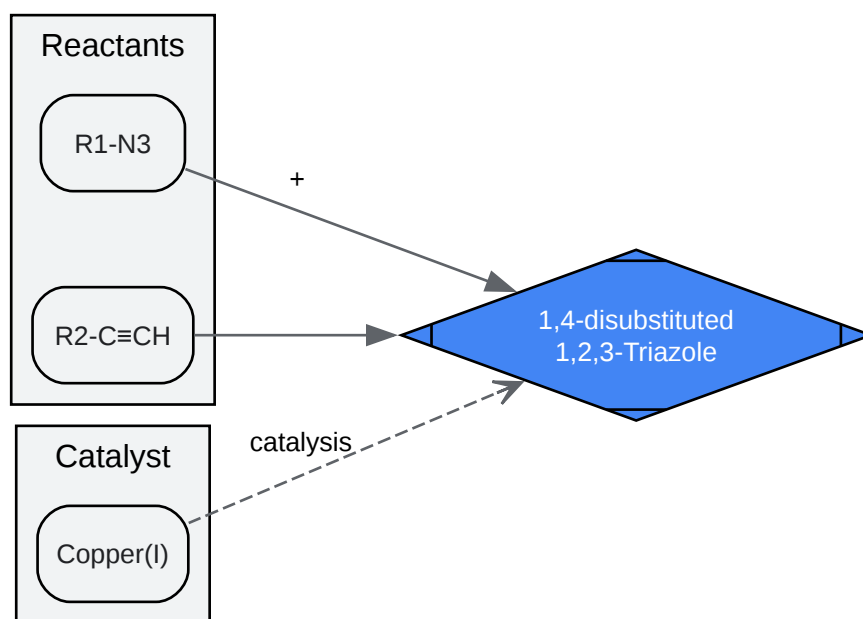 Reactants
R1-N3
+
R2-C≡CH
1,4-disubstituted
1,2,3-Triazole
catalysis
Catalyst
Copper(I)